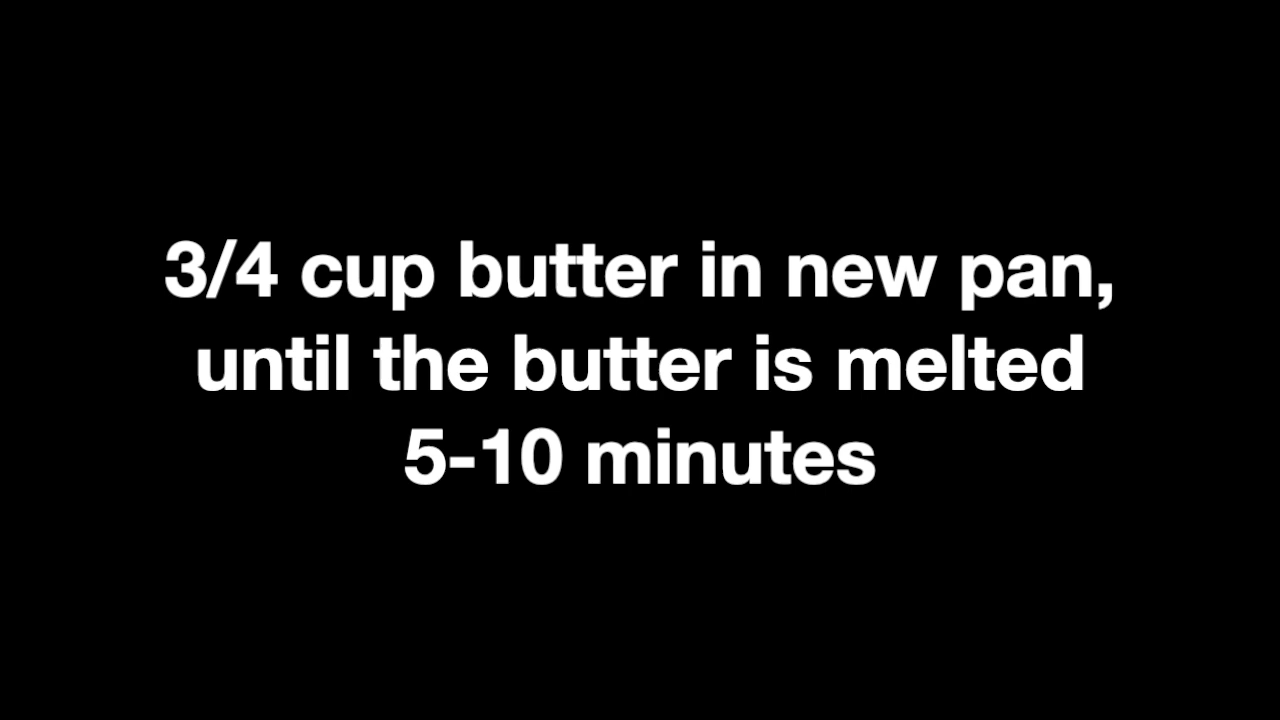 3/4 cup butter in new pan,
until the butter is melted
5-10 minutes